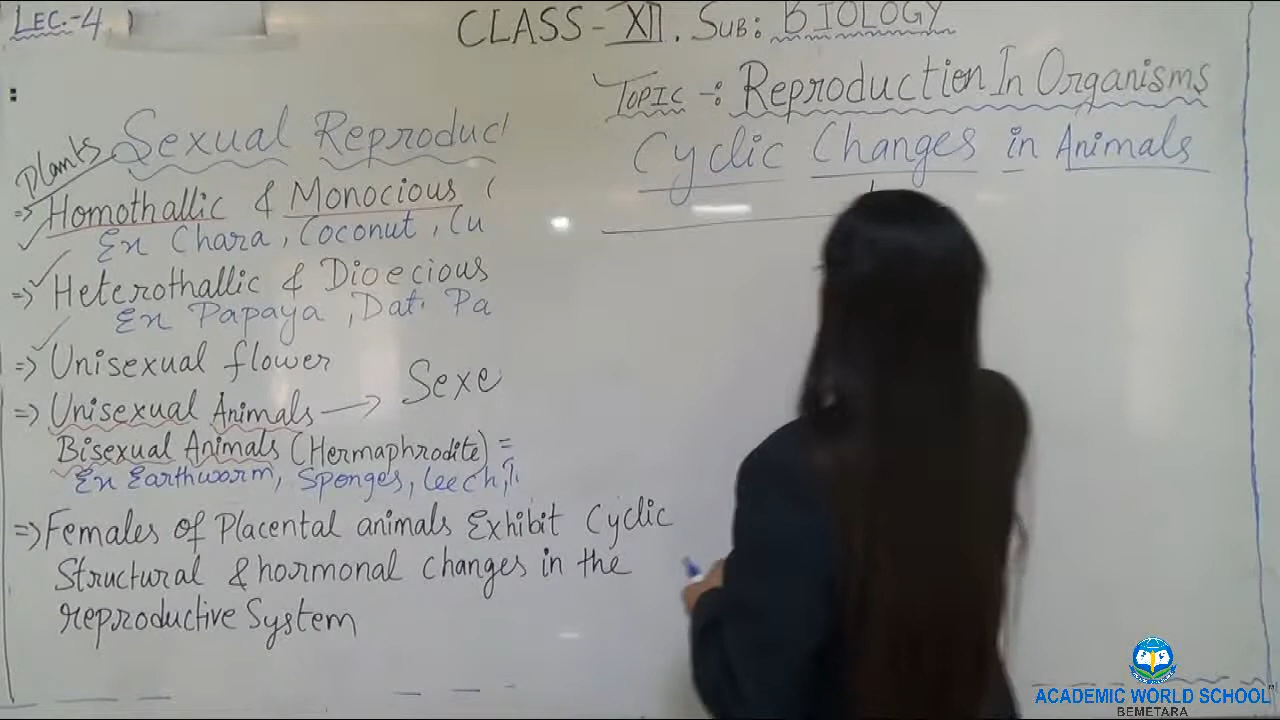 LEC.-4
CLASS-XII. SUB: BIOLOGY
TOPIC -: Reproduction In Organisms
Cyclic Changes in Animals
Plants
Sexual Reproduct
=> Homothallic & Monocious (
Ex Chara, Coconut, Cu
=> Heterothallic & Dioecious
Ex Papaya, Dat Pa
=> Unisexual flower
=> Unisexual Animals → Sexe
Bisexual Animals (Hermaphrodite) =
Ex Earthworm, Sponges, Leech,
=> Females of Placental animals Exhibit Cyclic
Structural & hormonal changes in the
reproductive System
ACADEMIC WORLD SCHOOL
BEMETARA